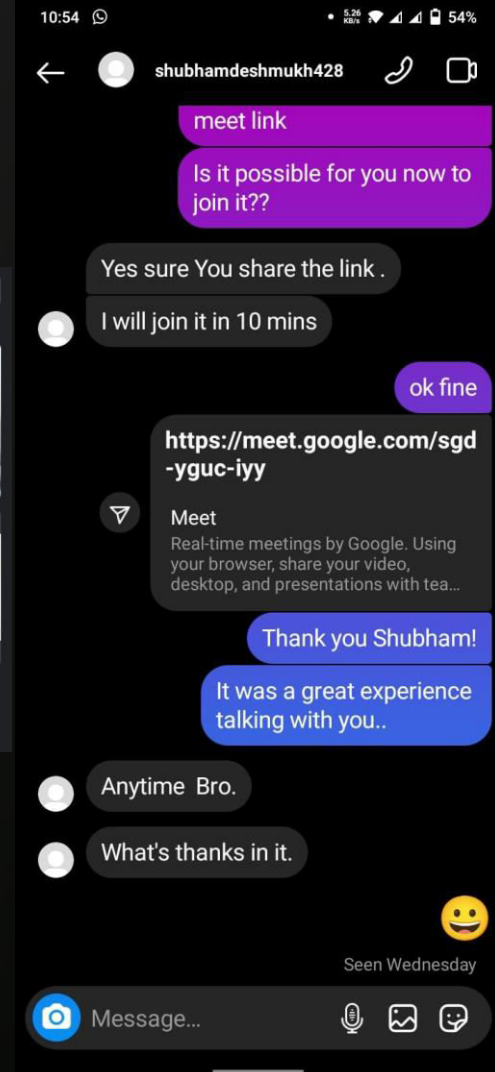 10:54
5.26
KB/s
54%
shubhamdeshmukh428
meet link
Is it possible for you now to
join it??
Yes sure You share the link .
I will join it in 10 mins
ok fine
https://meet.google.com/sgd
-yguc-iyy
Meet
Real-time meetings by Google. Using
your browser, share your video,
desktop, and presentations with tea...
Thank you Shubham!
It was a great experience
talking with you..
Anytime  Bro.
What's thanks in it.
Seen Wednesday
Message...